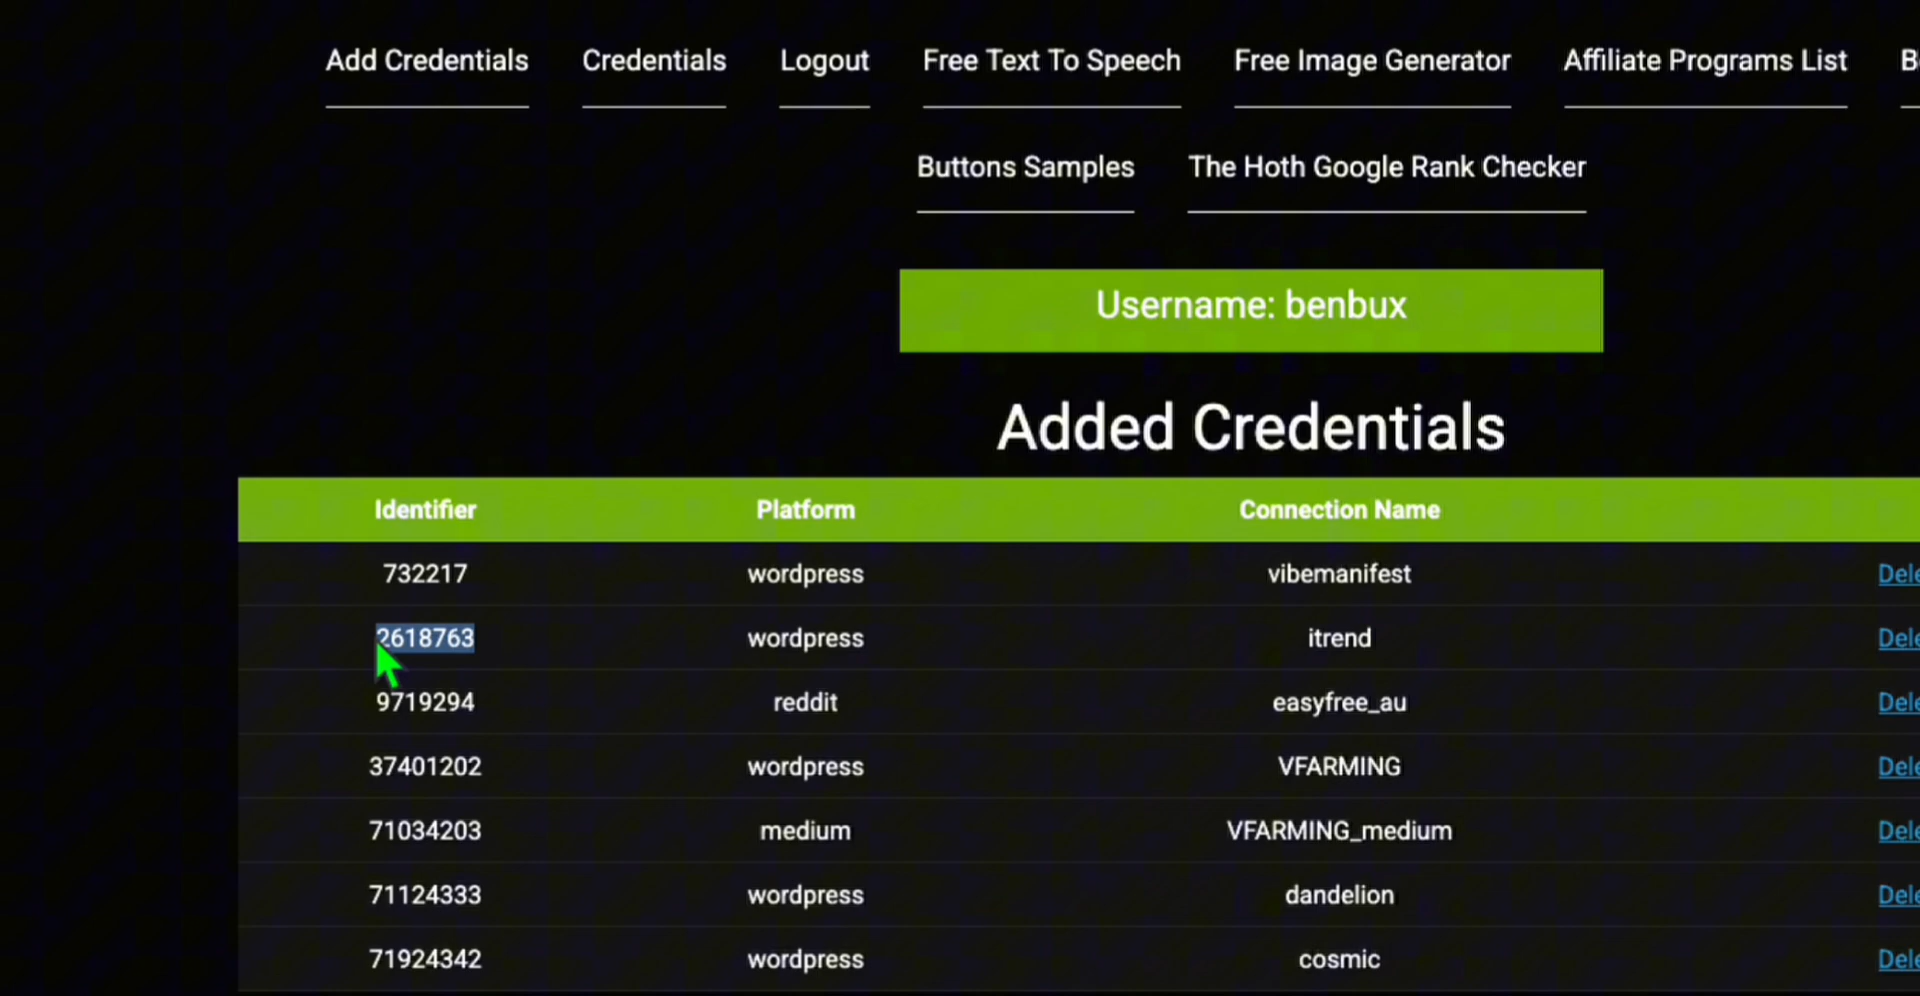 Add Credentials Credentials Logout Free Text To Speech Free Image Generator Affiliate Programs List
Buttons Samples The Hoth Google Rank Checker
Username: benbux
Added Credentials
Identifier Platform Connection Name
732217 wordpress vibemanifest
2618763 wordpress itrend
9719294 reddit easyfree_au
37401202 wordpress VFARMING
71034203 medium VFARMING_medium
71124333 wordpress dandelion
71924342 wordpress cosmic